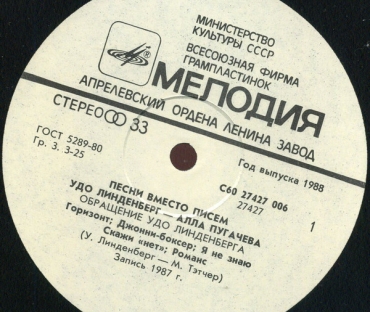 МИНИСТЕРСТВО
КУЛЬТУРЫ СССР
ВСЕСОЮЗНАЯ ФИРМА
ГРАМПЛАСТИНОК
МЕЛОДИЯ
АПРЕЛЕВСКИЙ ОРДЕНА ЛЕНИНА ЗАВОД
СТЕРЕО 33
ГОСТ 5289-80
Гр. 3. 3-25
Год выпуска 1988
С60 27427 006
27427
1
ПЕСНИ ВМЕСТО ПИСЕМ
УДО ЛИНДЕНБЕРГ—АЛЛА ПУГАЧЕВА
ОБРАЩЕНИЕ УДО ЛИНДЕНБЕРГА
Горизонт; Джонни-боксер; Я не знаю
Скажи «нет»; Романс
(У. Линденберг — М. Тэтчер)
Запись 1987 г.